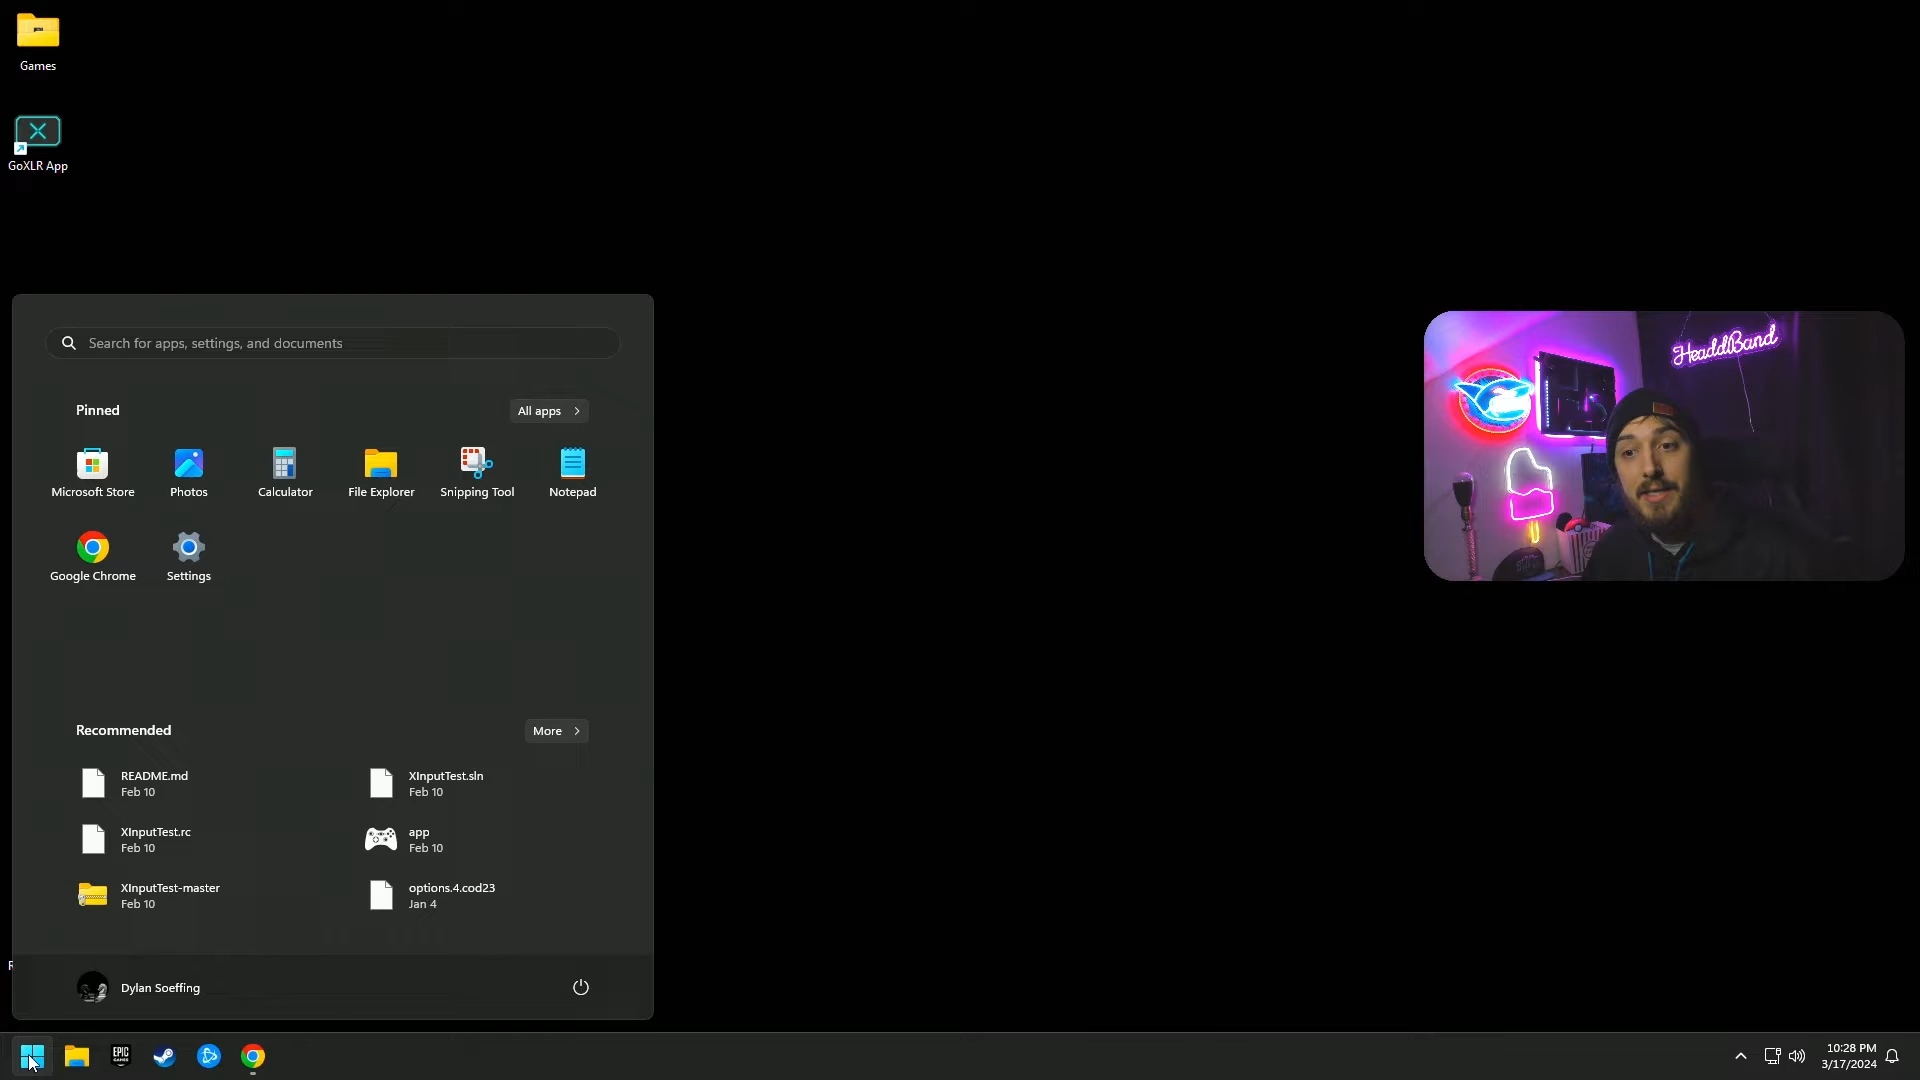 Games
GoXLR App
Search for apps, settings, and documents
Pinned
All apps
Microsoft Store
Photos
Calculator
File Explorer
Snipping Tool
Notepad
Google Chrome
Settings
Recommended
More
README.md
Feb 10
XInputTest.sln
Feb 10
XInputTest.rc
Feb 10
app
Feb 10
XInputTest-master
Feb 10
options.4.cod23
Jan 4
Dylan Soeffing
HeaddBand
EPIC
GAMES
10:28 PM
3/17/2024